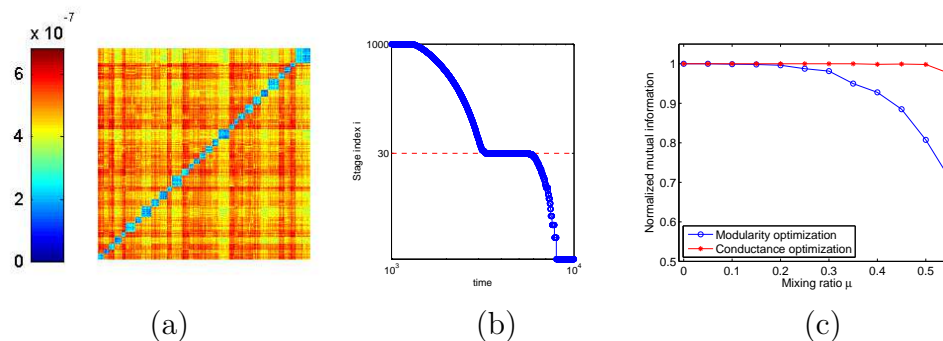 x 10^-7
6
4
2
0
(a)
1000
30
Stage index i
10^3
10^4
time
(b)
1
0.9
0.8
0.7
0.6
0.5
Normalized mutual information
Modularity optimization
Conductance optimization
0
0.1
0.2
0.3
0.4
0.5
Mixing ratio μ
(c)